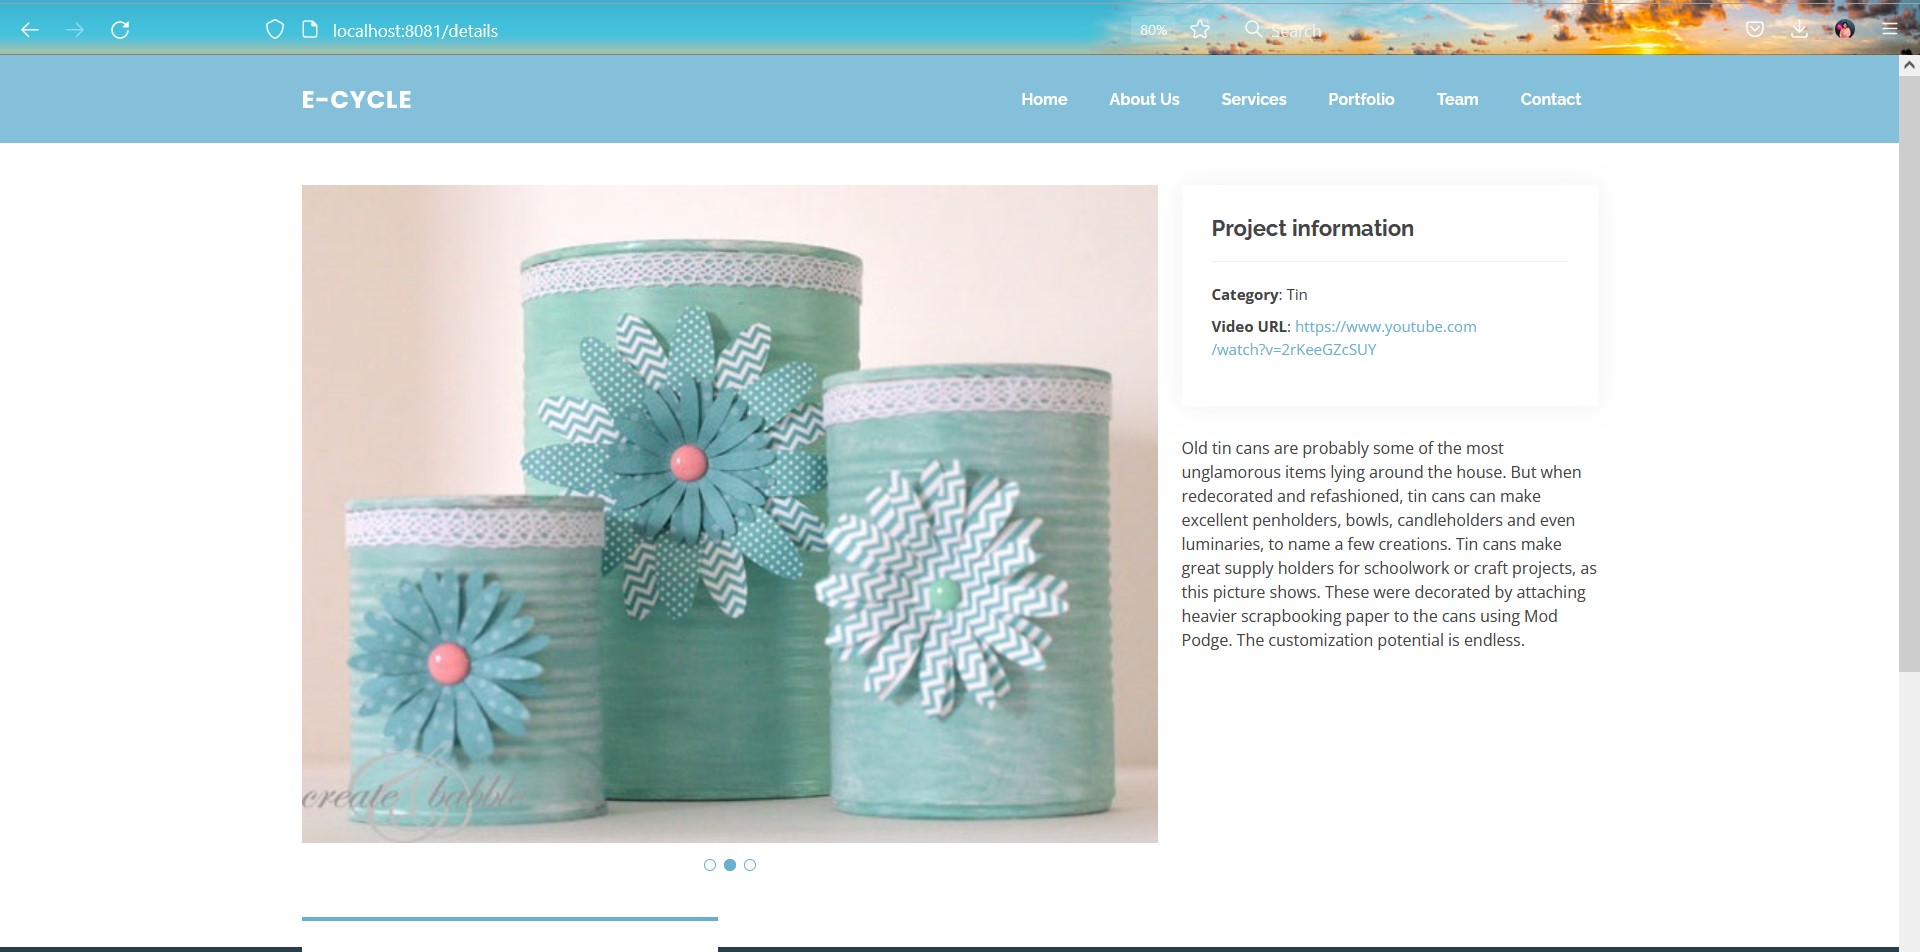 localhost:8081/details
80%
Search
E-CYCLE
Home About Us Services Portfolio Team Contact
Project information
Category: Tin
Video URL: https://www.youtube.com
/watch?v=2rKeeGZcSUY
Old tin cans are probably some of the most
unglamorous items lying around the house. But when
redecorated and refashioned, tin cans can make
excellent penholders, bowls, candleholders and even
luminaries, to name a few creations. Tin cans make
great supply holders for schoolwork or craft projects, as
this picture shows. These were decorated by attaching
heavier scrapbooking paper to the cans using Mod
Podge. The customization potential is endless.
create babble